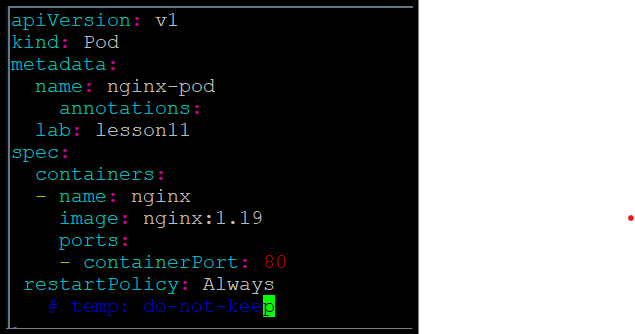 apiVersion: v1
kind: Pod
metadata:
  name: nginx-pod
    annotations:
  lab: lesson11
spec:
  containers:
  - name: nginx
    image: nginx:1.19
    ports:
    - containerPort: 80
 restartPolicy: Always
   # temp: do-not-keep